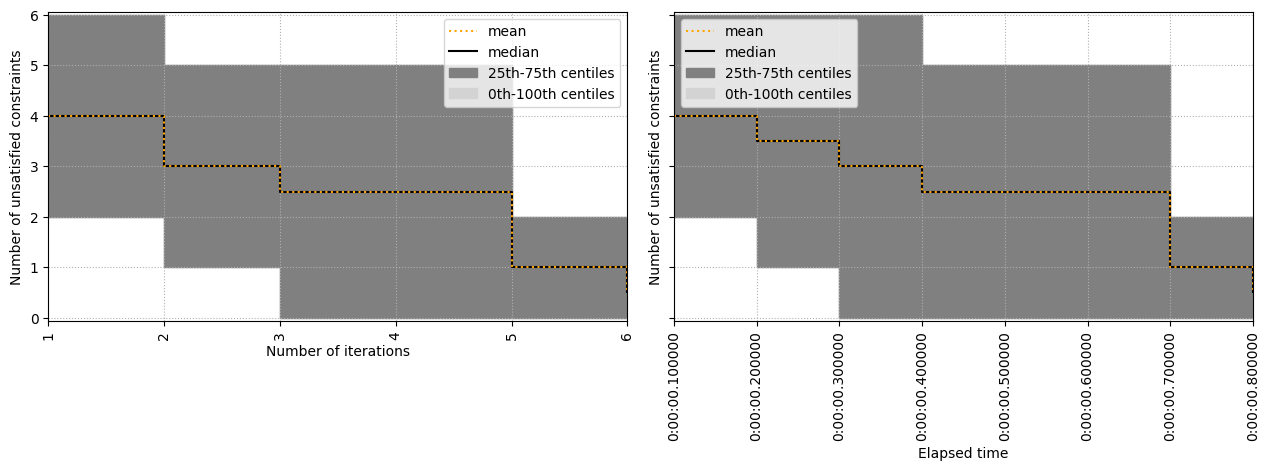 6
5
4
3
2
1
0
Number of unsatisfied constraints
mean
median
25th-75th centiles
0th-100th centiles
1
2
3
4
5
6
Number of iterations
Number of unsatisfied constraints
mean
median
25th-75th centiles
0th-100th centiles
0:00:00.100000
0:00:00.200000
0:00:00.300000
0:00:00.400000
0:00:00.500000
0:00:00.600000
0:00:00.700000
0:00:00.800000
Elapsed time